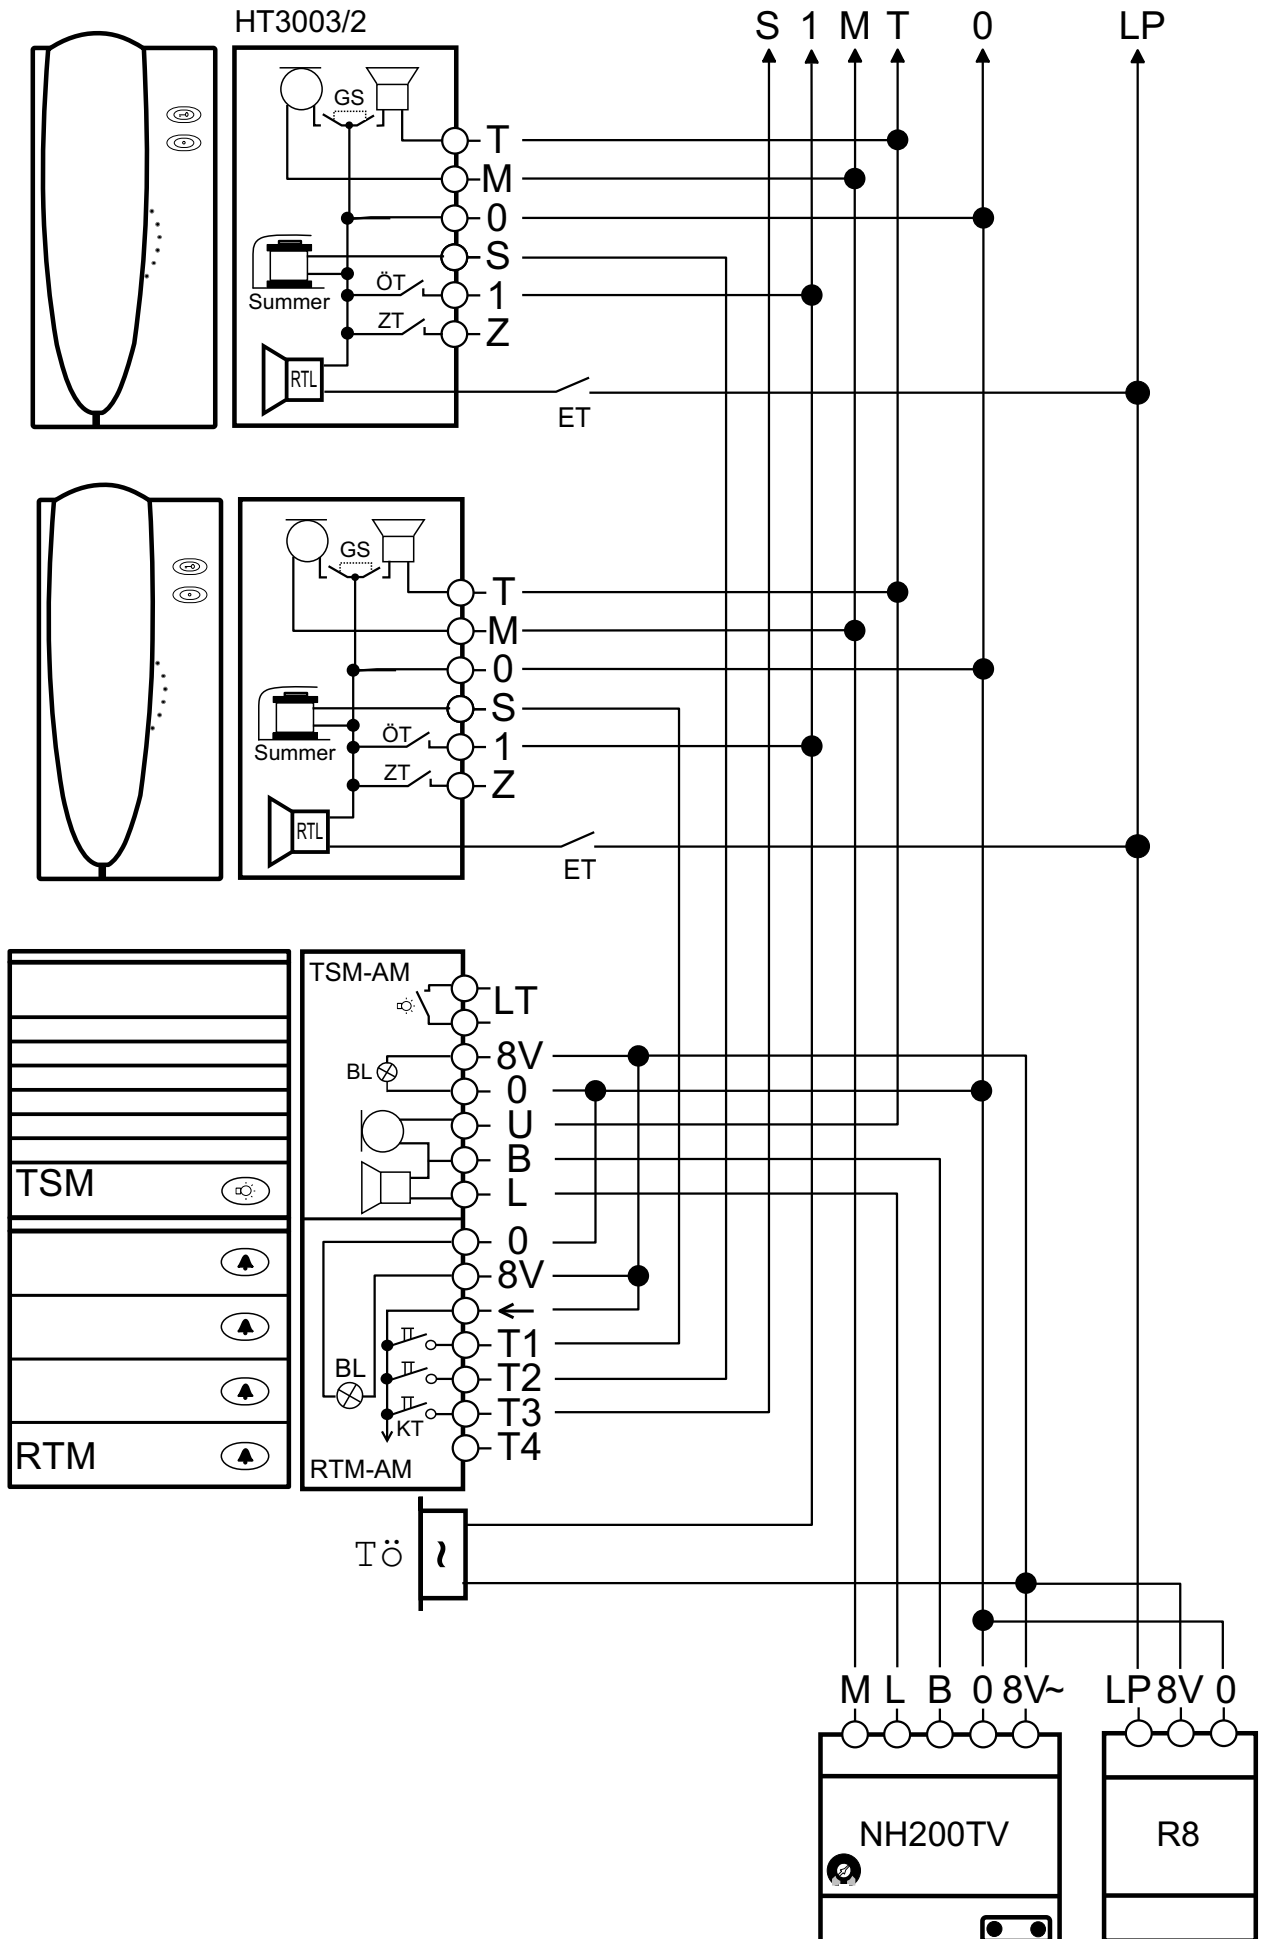 HT3003/2
S 1 M T 0 LP
GS
T
M
0
S
ÖT
1
Summer
ZT
Z
RTL
ET
GS
T
M
0
S
ÖT
1
Summer
ZT
Z
RTL
ET
TSM-AM
LT
8V
BL
0
U
B
TSM
L
0
8V
←
T1
BL
T2
T3
KT
T4
RTM
RTM-AM
TÖ
~
M L B 0 8V~ LP 8V 0
NH200TV
R8